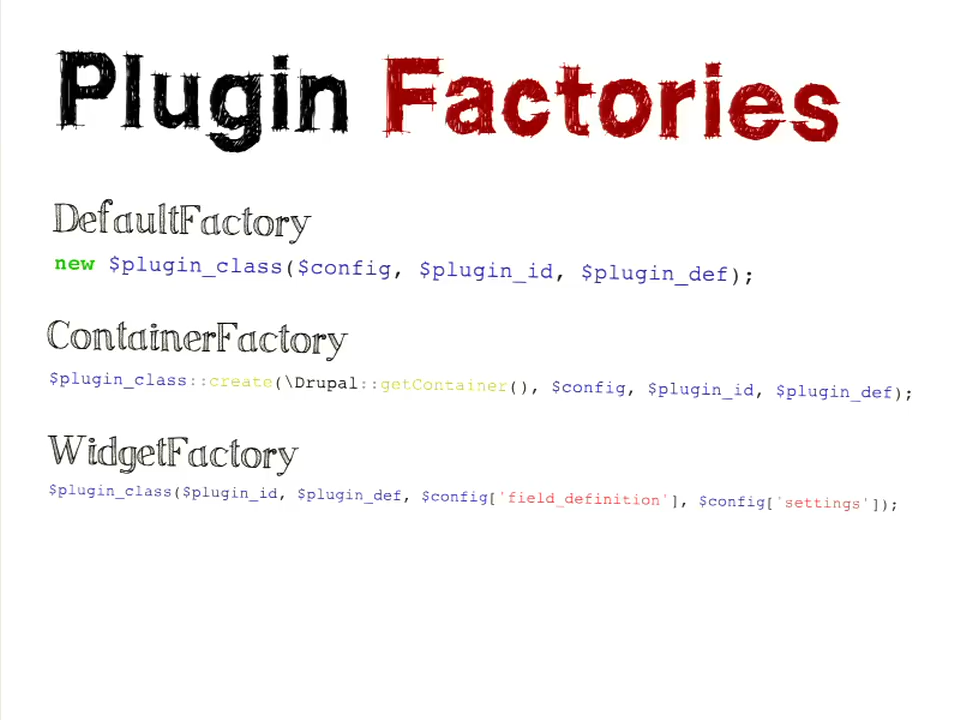 Plugin Factories
DefaultFactory
new $plugin_class($config, $plugin_id, $plugin_def);
ContainerFactory
$plugin_class::create(\Drupal::getContainer(), $config, $plugin_id, $plugin_def);
WidgetFactory
$plugin_class($plugin_id, $plugin_def, $config['field_definition'], $config['settings']);